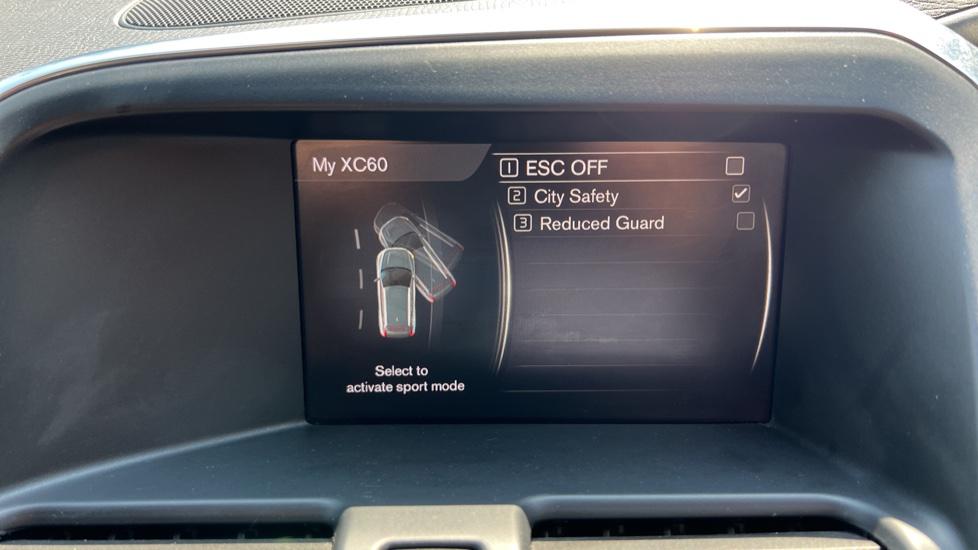 My XC60
1 ESC OFF
2 City Safety
3 Reduced Guard
Select to
activate sport mode